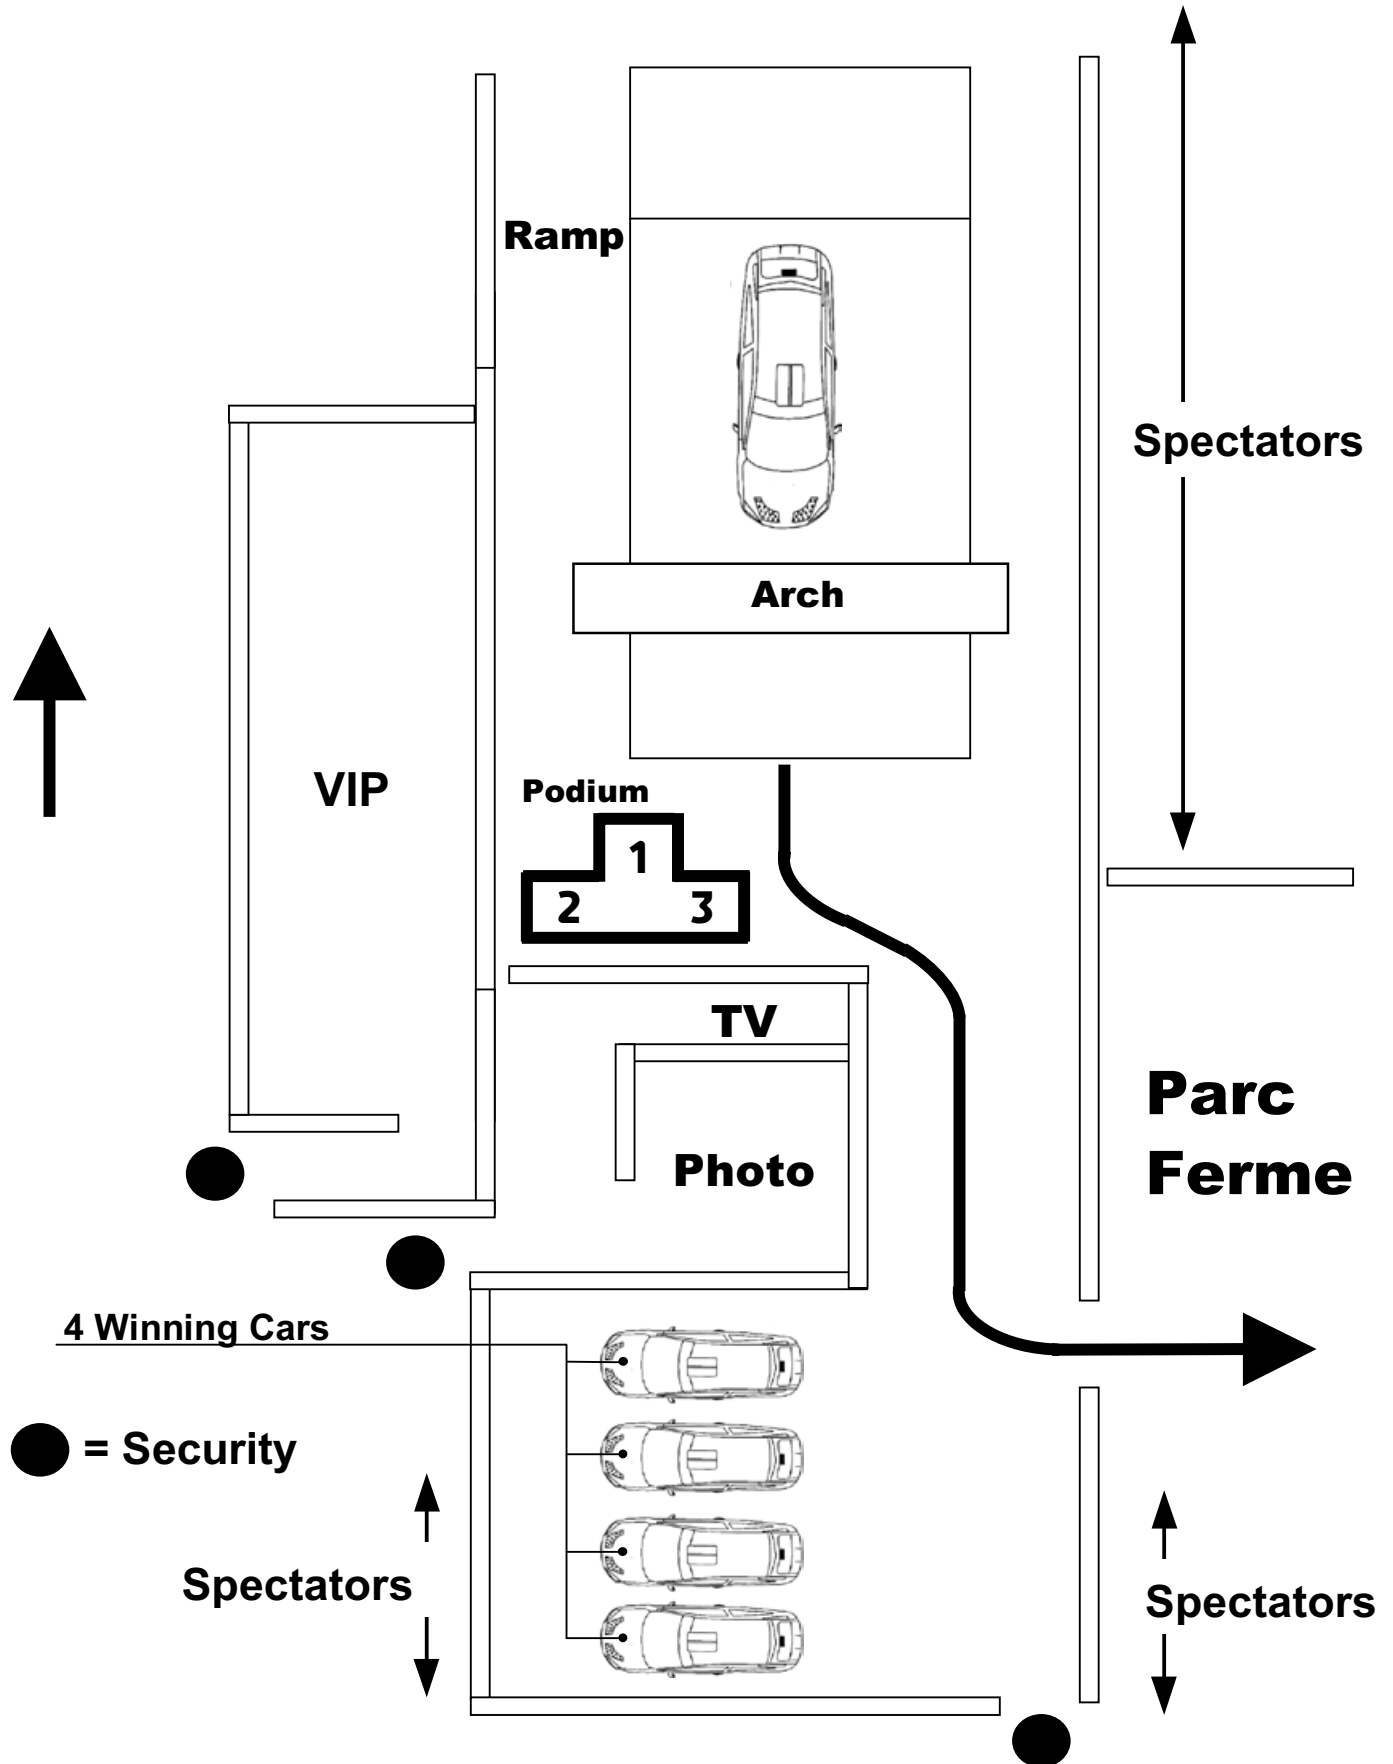 Ramp
Spectators
Arch
VIP
Podium
1
2 3
TV
Parc
Ferme
Photo
4 Winning Cars
= Security
Spectators
Spectators